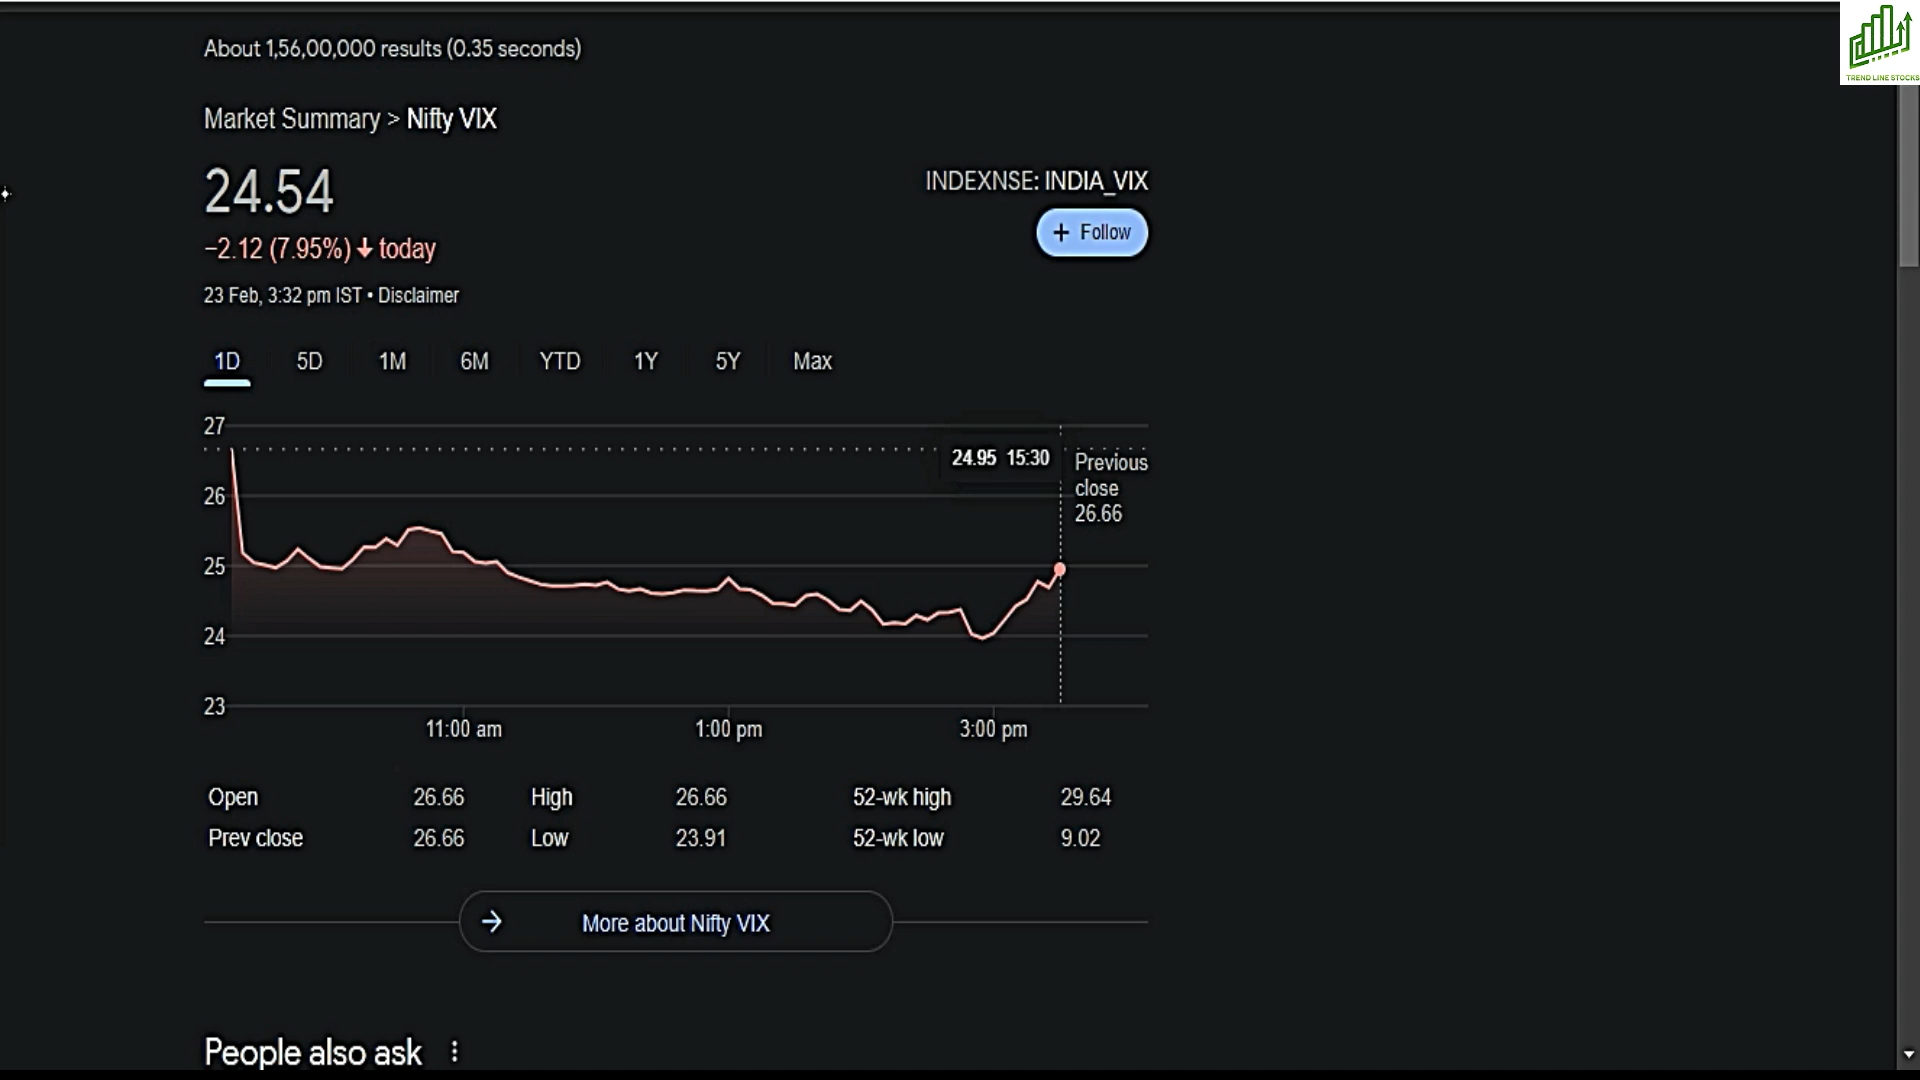 TREND LINE STOCKS
About 1,56,00,000 results (0.35 seconds)
Market Summary > Nifty VIX
24.54
INDEXNSE: INDIA_VIX
+ Follow
−2.12 (7.95%) ↓ today
23 Feb, 3:32 pm IST • Disclaimer
1D 5D 1M 6M YTD 1Y 5Y Max
27
24.95 15:30
Previous
close
26.66
26
25
24
23
11:00 am 1:00 pm 3:00 pm
Open 26.66 High 26.66 52-wk high 29.64
Prev close 26.66 Low 23.91 52-wk low 9.02
→ More about Nifty VIX
People also ask